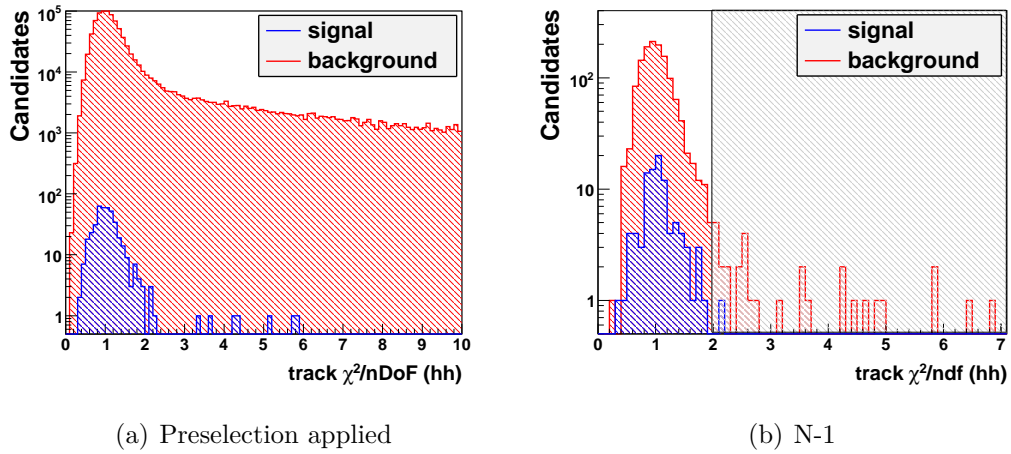 Candidates
10^5
10^4
10^3
10^2
10
1
signal
background
0 1 2 3 4 5 6 7 8 9 10
track χ²/nDoF (hh)
(a) Preselection applied
Candidates
10^2
10
1
signal
background
0 1 2 3 4 5 6 7
track χ²/ndf (hh)
(b) N-1